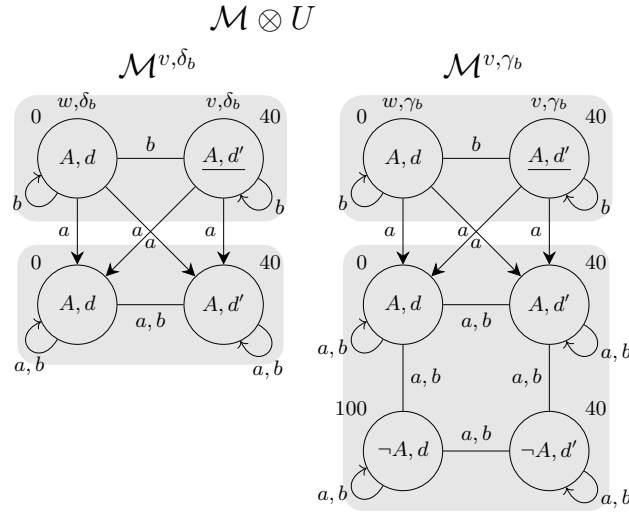 M ⊗ U
M^{v,δ_b} M^{v,γ_b}
w,δ_b v,δ_b w,γ_b v,γ_b
0 40 0 40
A, d b A, d′ A, d b A, d′
b b b b
a a a a a a a a
0 40 0 40
A, d A, d′ A, d A, d′
a, b a, b
a, b a, b a, b a, b
a, b a, b
100 40
¬A, d a, b ¬A, d′
a, b a, b